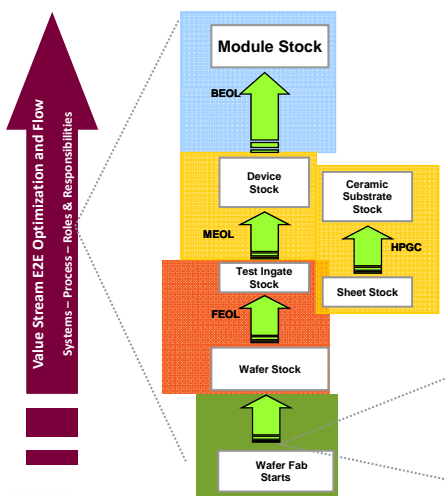 Value Stream E2E Optimization and Flow
Systems – Process – Roles & Responsibilities
Module Stock
BEOL
Device
Stock
Ceramic
Substrate
Stock
MEOL
HPGC
Test Ingate
Stock
Sheet Stock
FEOL
Wafer Stock
Wafer Fab
Starts